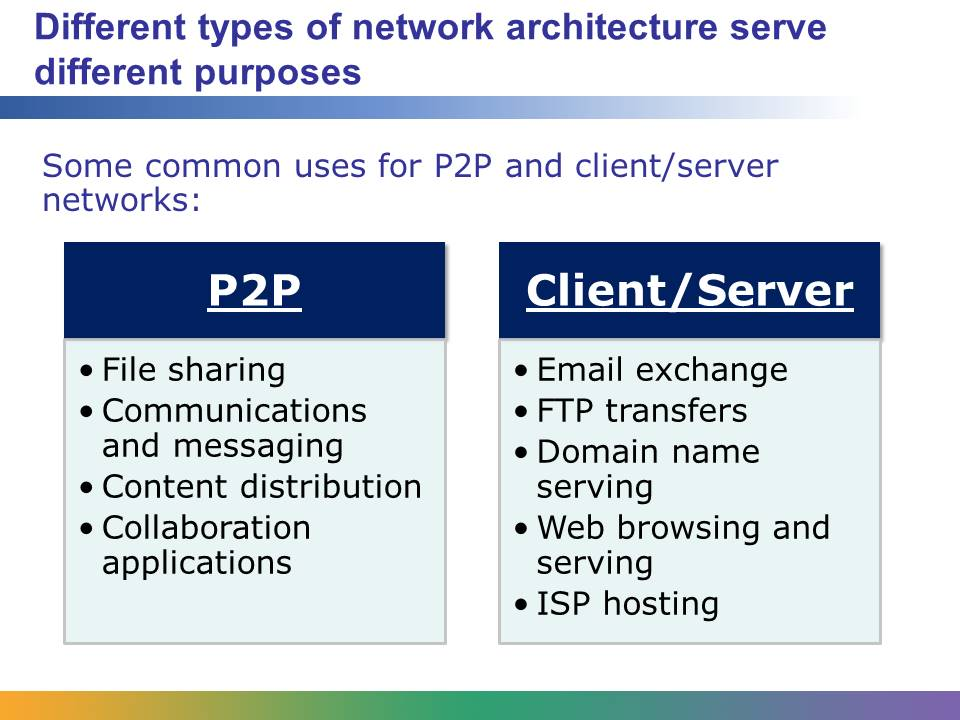 Different types of network architecture serve
different purposes
Some common uses for P2P and client/server
networks:
P2P
• File sharing
• Communications
and messaging
• Content distribution
• Collaboration
applications
Client/Server
• Email exchange
• FTP transfers
• Domain name
serving
• Web browsing and
serving
• ISP hosting